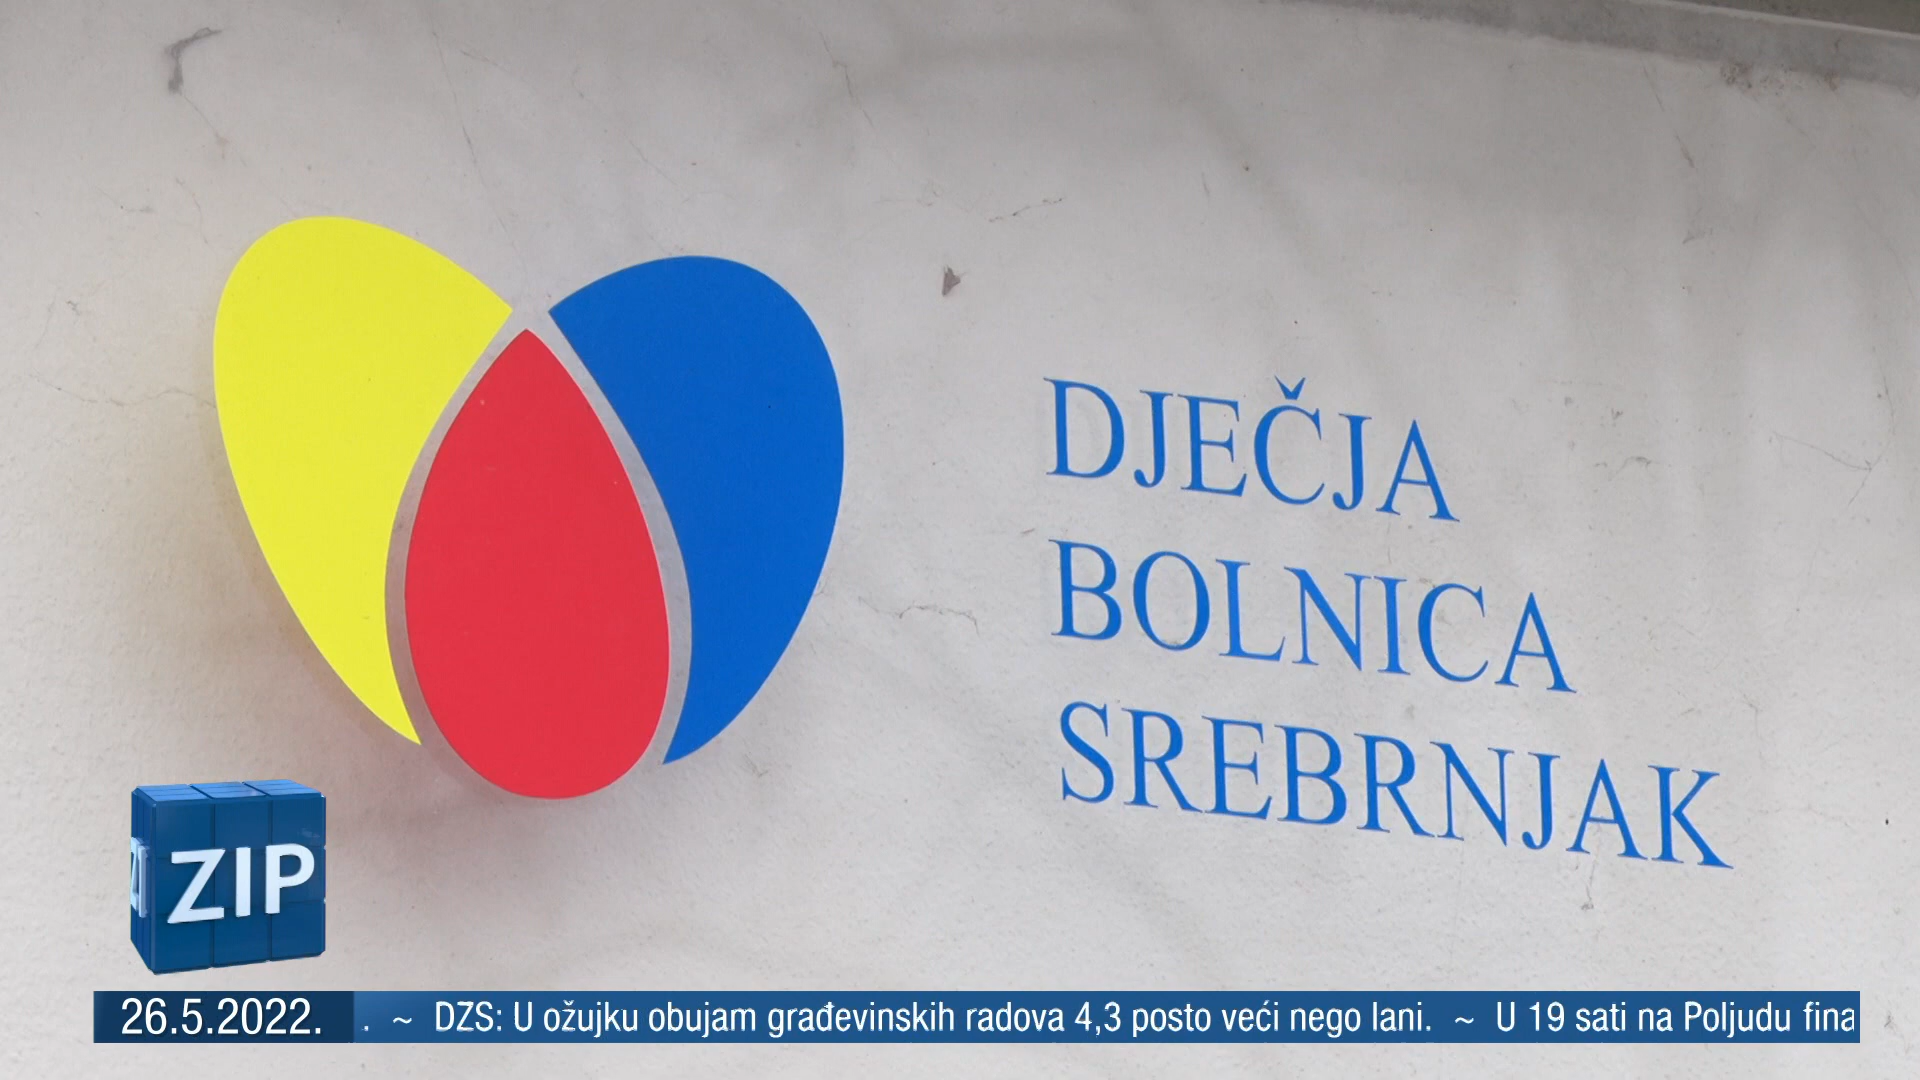 DJEČJA
BOLNICA
SREBRNJAK
ZIP
26.5.2022.
. ~ DZS: U ožujku obujam građevinskih radova 4,3 posto veći nego lani. ~ U 19 sati na Poljudu fina